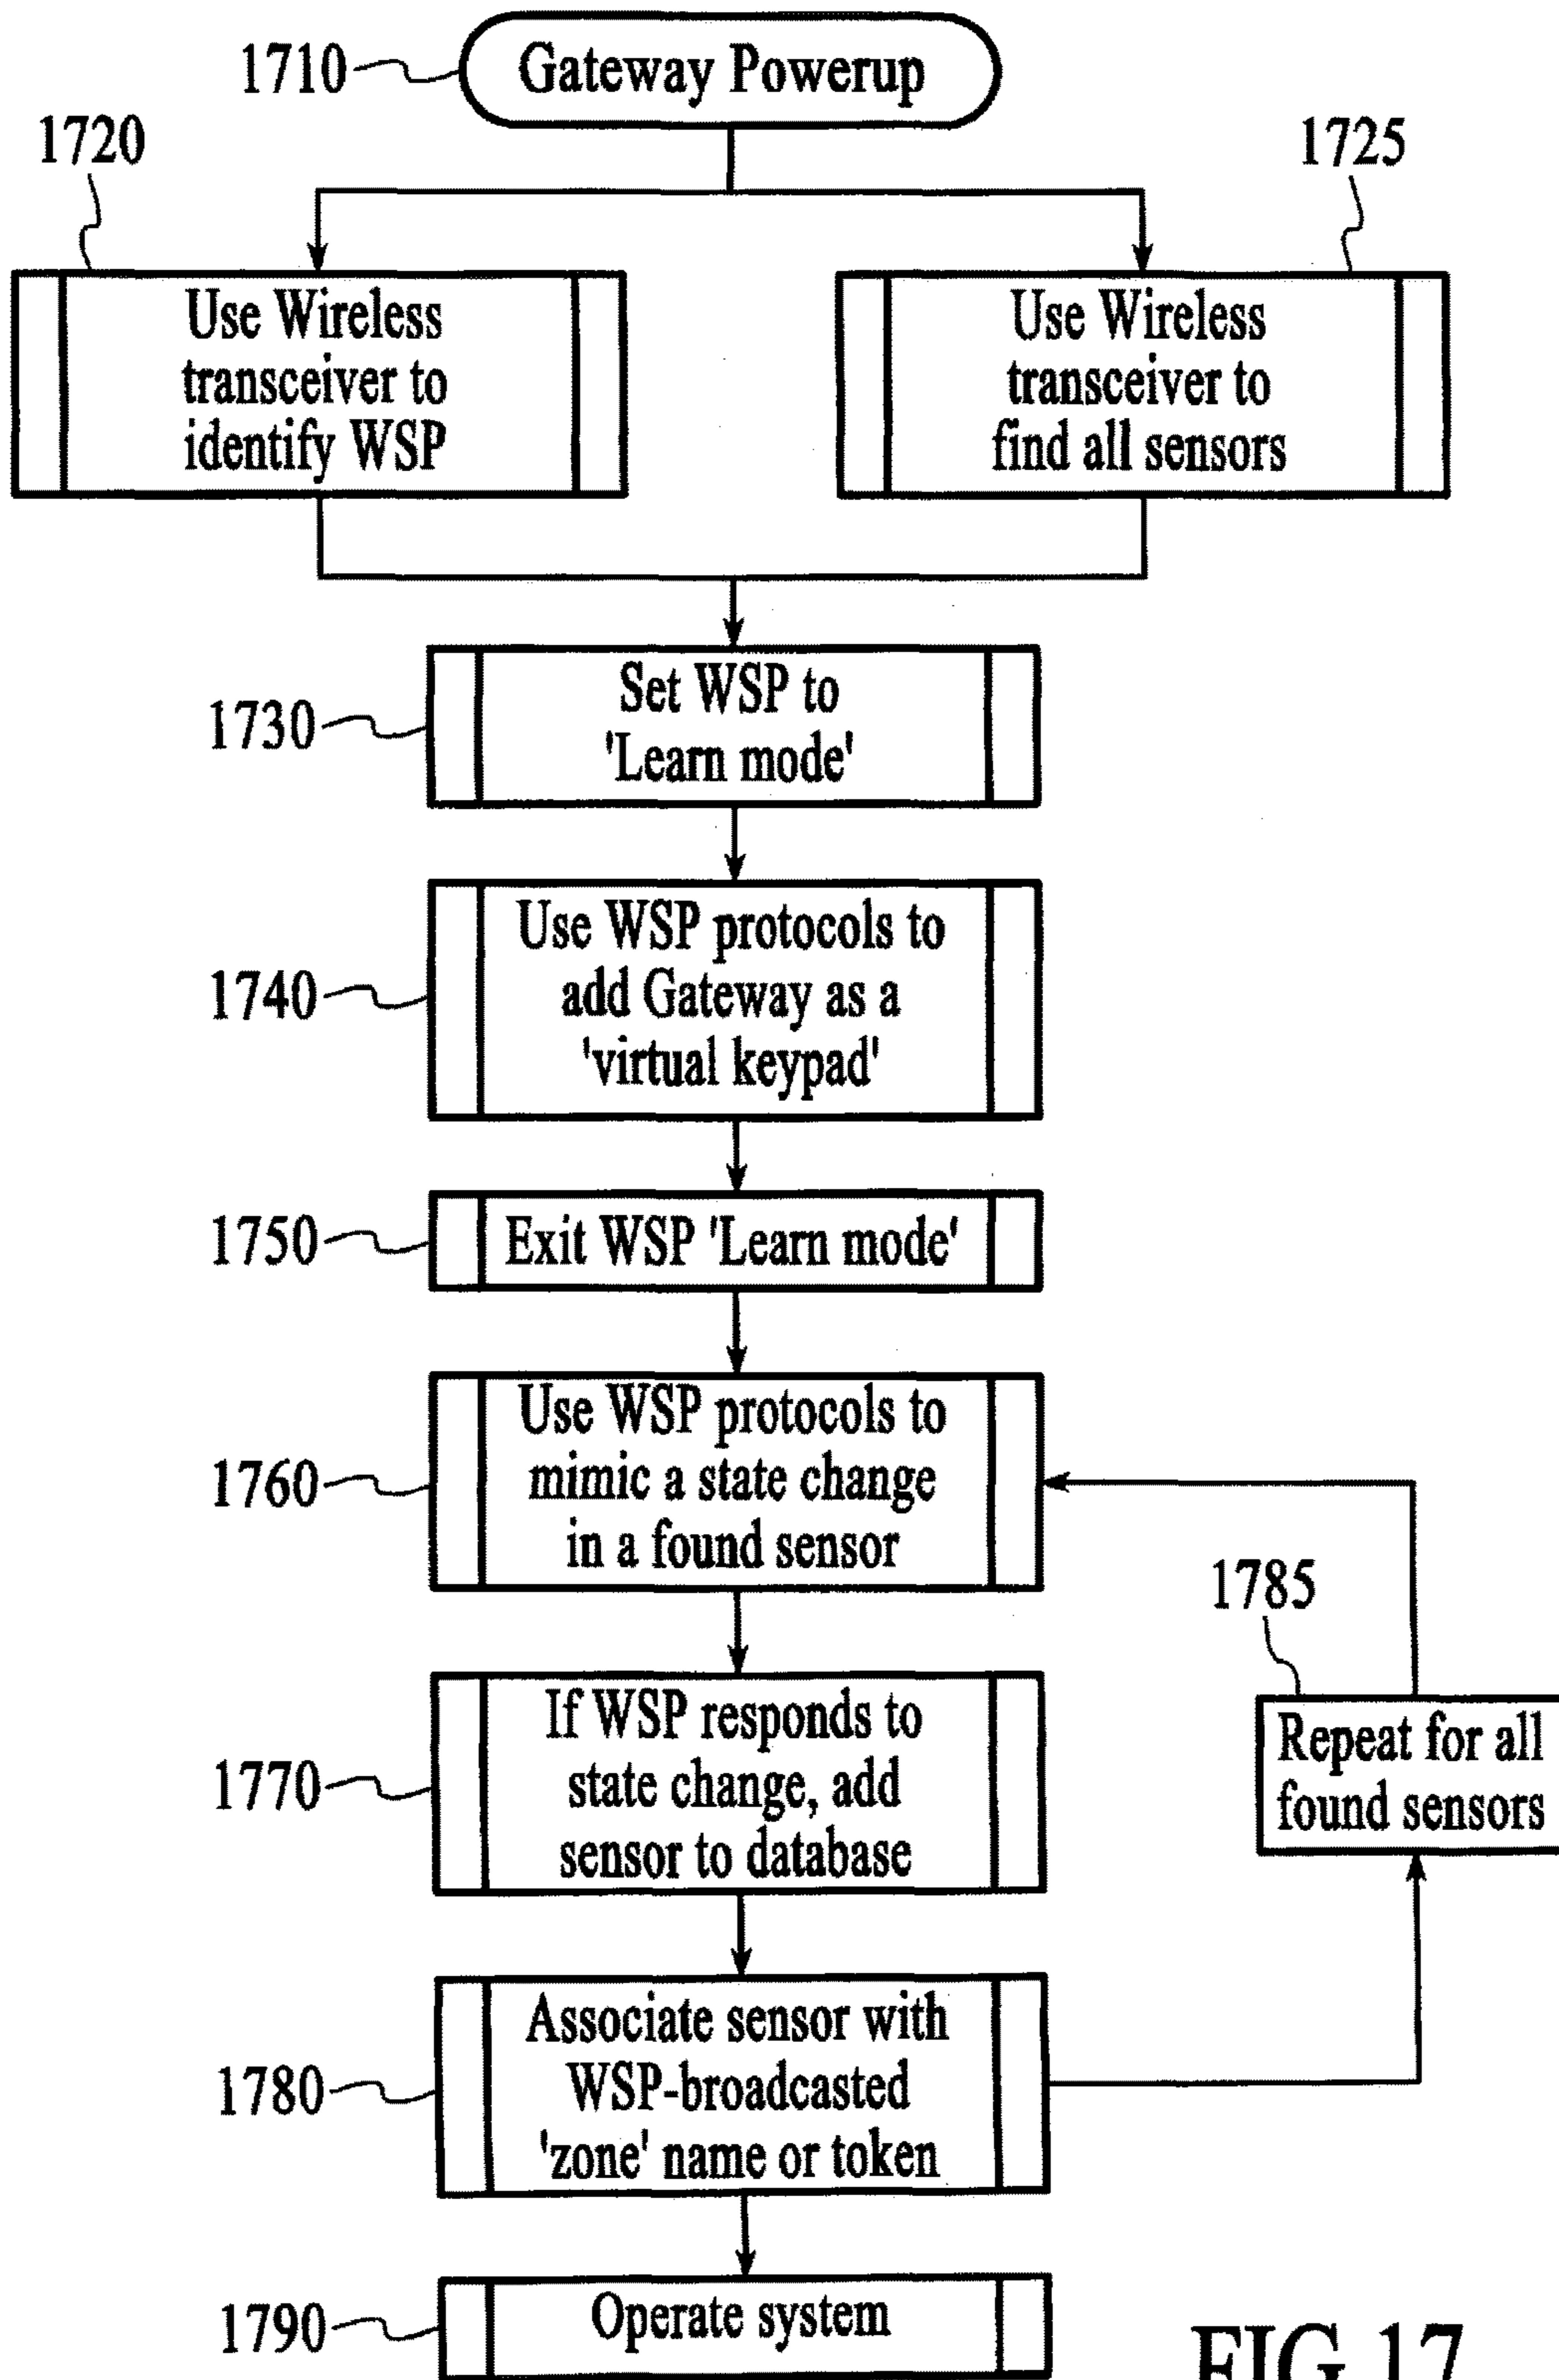 1710
Gateway Powerup
1720
1725
Use Wireless
transceiver to
identify WSP
Use Wireless
transceiver to
find all sensors
1730
Set WSP to
'Learn mode'
1740
Use WSP protocols to
add Gateway as a
'virtual keypad'
1750
Exit WSP 'Learn mode'
1760
Use WSP protocols to
mimic a state change
in a found sensor
1785
Repeat for all
found sensors
1770
If WSP responds to
state change, add
sensor to database
1780
Associate sensor with
WSP-broadcasted
'zone' name or token
1790
Operate system
FIG.17